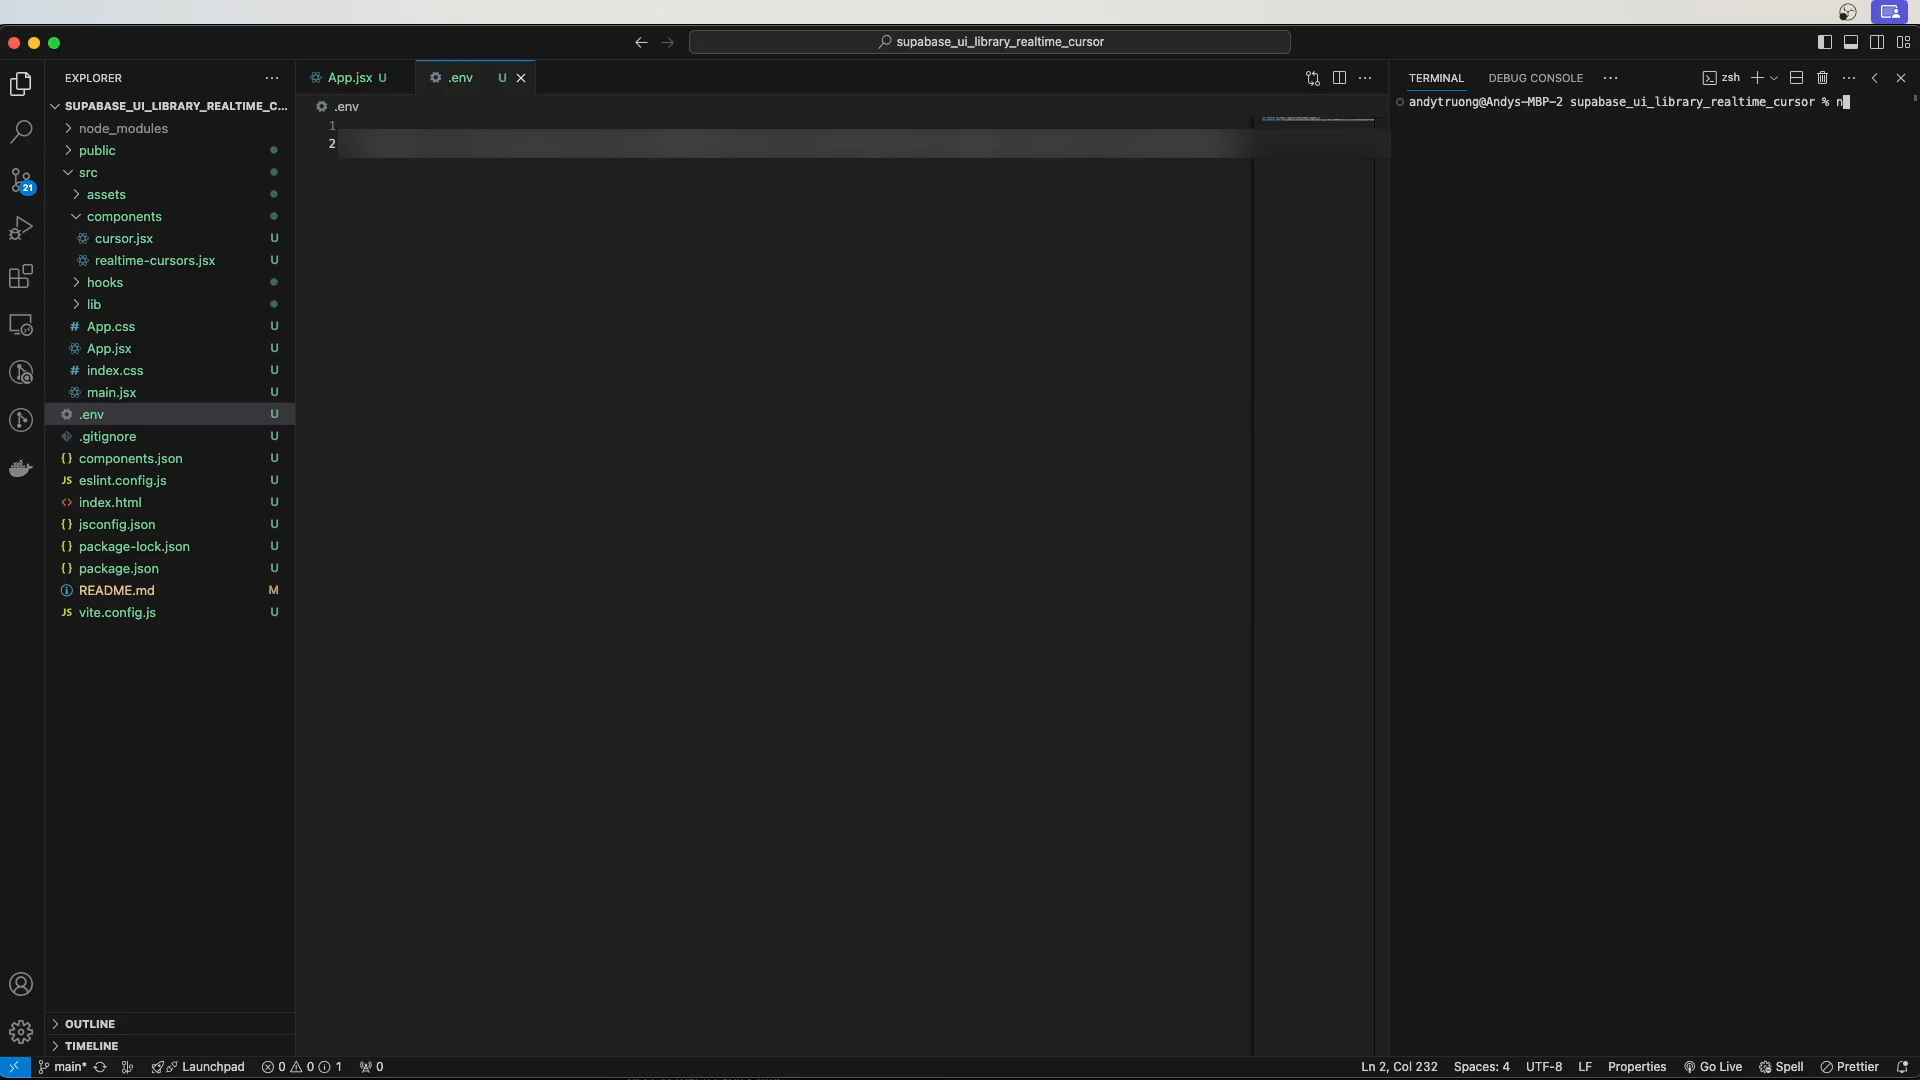 supabase_ui_library_realtime_cursor
EXPLORER
App.jsx U
.env U
TERMINAL
DEBUG CONSOLE
zsh
SUPABASE_UI_LIBRARY_REALTIME_C...
.env
andytruong@Andys-MBP-2 supabase_ui_library_realtime_cursor % n
node_modules
1
public
2
src
21
assets
components
cursor.jsx U
realtime-cursors.jsx U
hooks
lib
App.css U
App.jsx U
index.css U
main.jsx U
.env U
.gitignore U
components.json U
eslint.config.js U
index.html U
jsconfig.json U
package-lock.json U
package.json U
README.md M
vite.config.js U
OUTLINE
TIMELINE
main* Launchpad 0 0 1 0 Ln 2, Col 232 Spaces: 4 UTF-8 LF Properties Go Live Spell Prettier